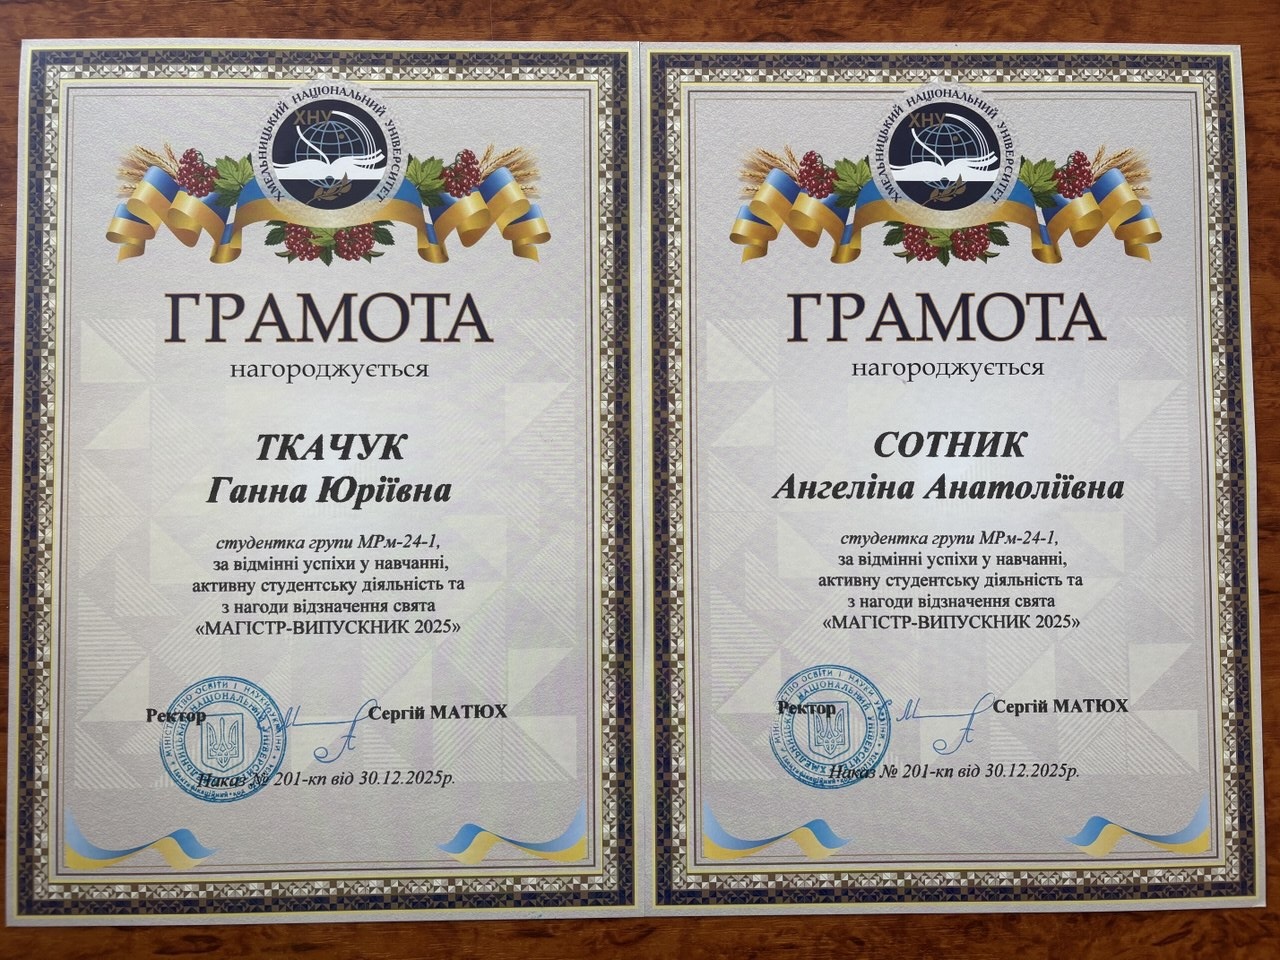 ХМЕЛЬНИЦЬКИЙ НАЦІОНАЛЬНИЙ УНІВЕРСИТЕТ
ХНУ
ГРАМОТА
нагороджується
ТКАЧУК
Ганна Юріївна
студентка групи МРм-24-1,
за відмінні успіхи у навчанні,
активну студентську діяльність та
з нагоди відзначення свята
«МАГІСТР-ВИПУСКНИК 2025»
Ректор
Сергій МАТЮХ
Наказ № 201-кп від 30.12.2025р.
ХМЕЛЬНИЦЬКИЙ НАЦІОНАЛЬНИЙ УНІВЕРСИТЕТ
ХНУ
ГРАМОТА
нагороджується
СОТНИК
Ангеліна Анатоліївна
студентка групи МРм-24-1,
за відмінні успіхи у навчанні,
активну студентську діяльність та
з нагоди відзначення свята
«МАГІСТР-ВИПУСКНИК 2025»
Ректор
Сергій МАТЮХ
Наказ № 201-кп від 30.12.2025р.